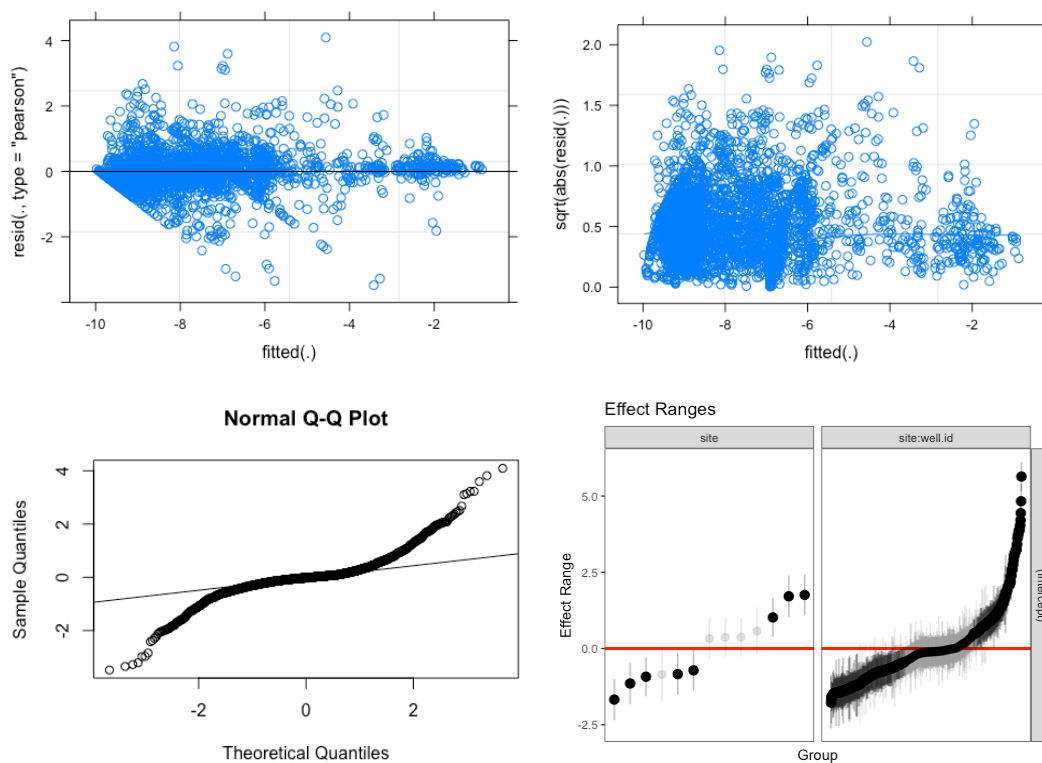 resid(., type = "pearson")
4
2
0
-2
-10
-8
-6
-4
-2
fitted(.)
sqrt(abs(resid(.)))
2.0
1.5
1.0
0.5
0.0
-10
-8
-6
-4
-2
fitted(.)
Normal Q-Q Plot
Sample Quantiles
4
2
0
-2
-2
0
2
Theoretical Quantiles
Effect Ranges
site
site:well.id
Effect Range
5.0
2.5
0.0
-2.5
(Intercept)
Group